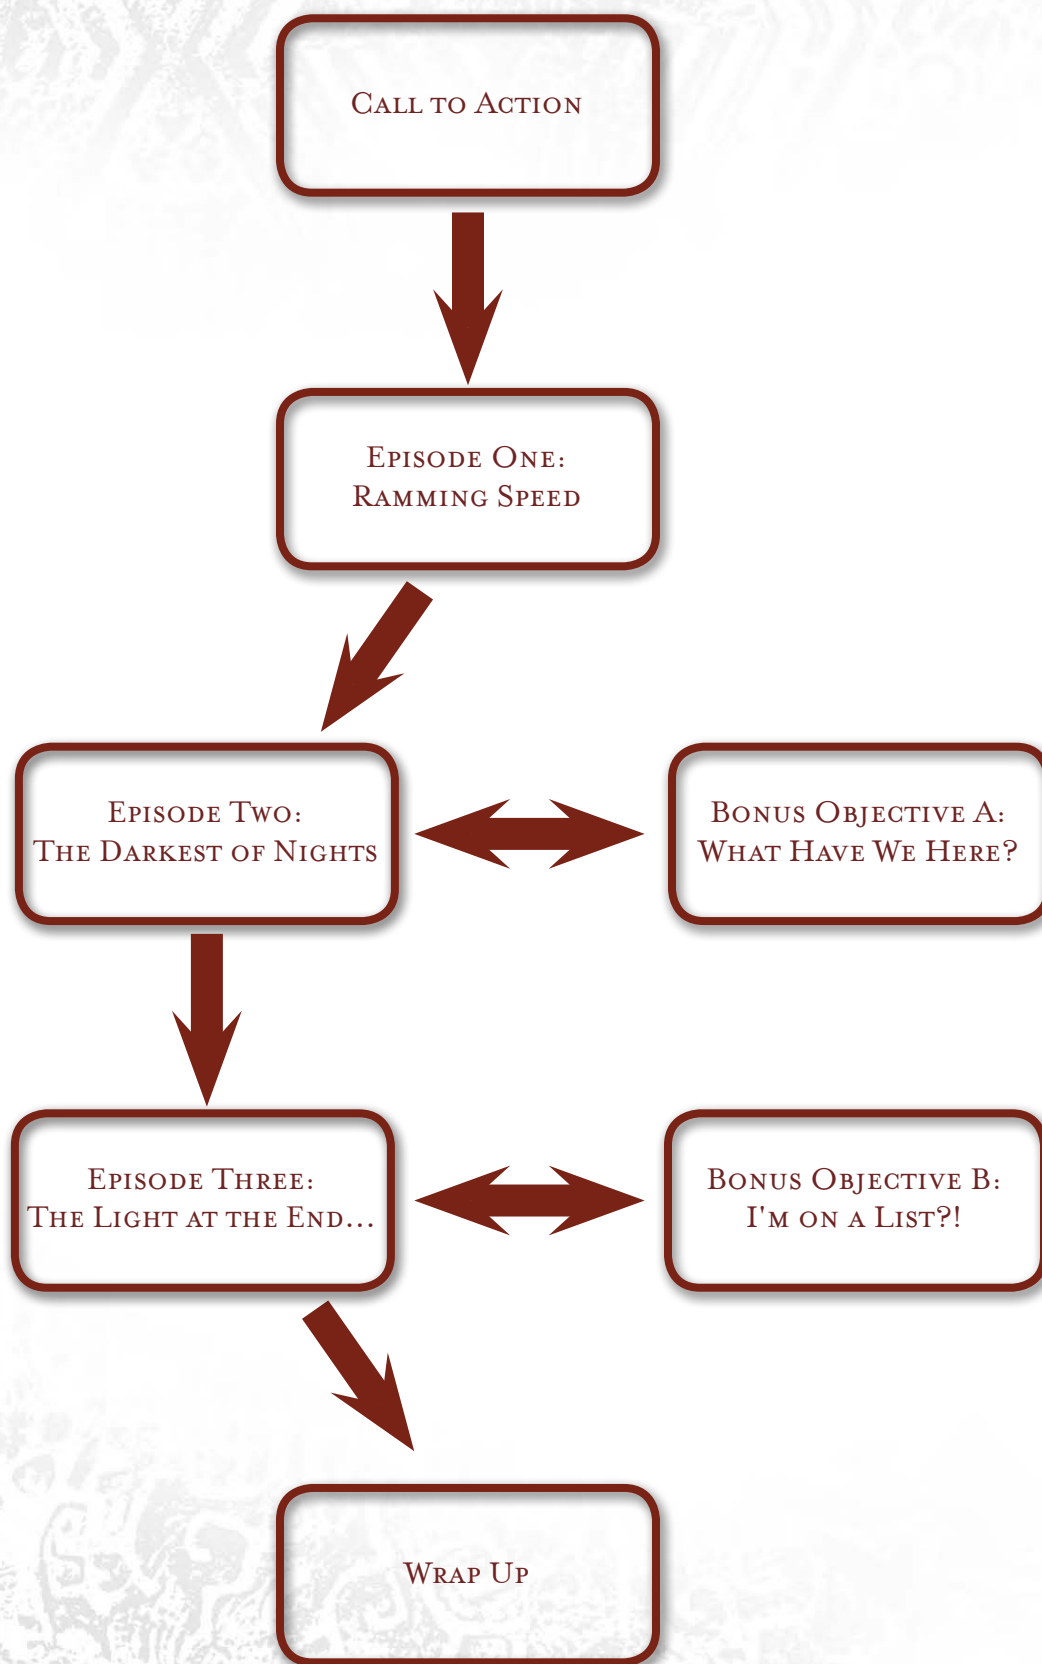 Call to Action
Episode One:
Ramming Speed
Episode Two:
The Darkest of Nights
Bonus Objective A:
What Have We Here?
Episode Three:
The Light at the End...
Bonus Objective B:
I'm on a List?!
Wrap Up